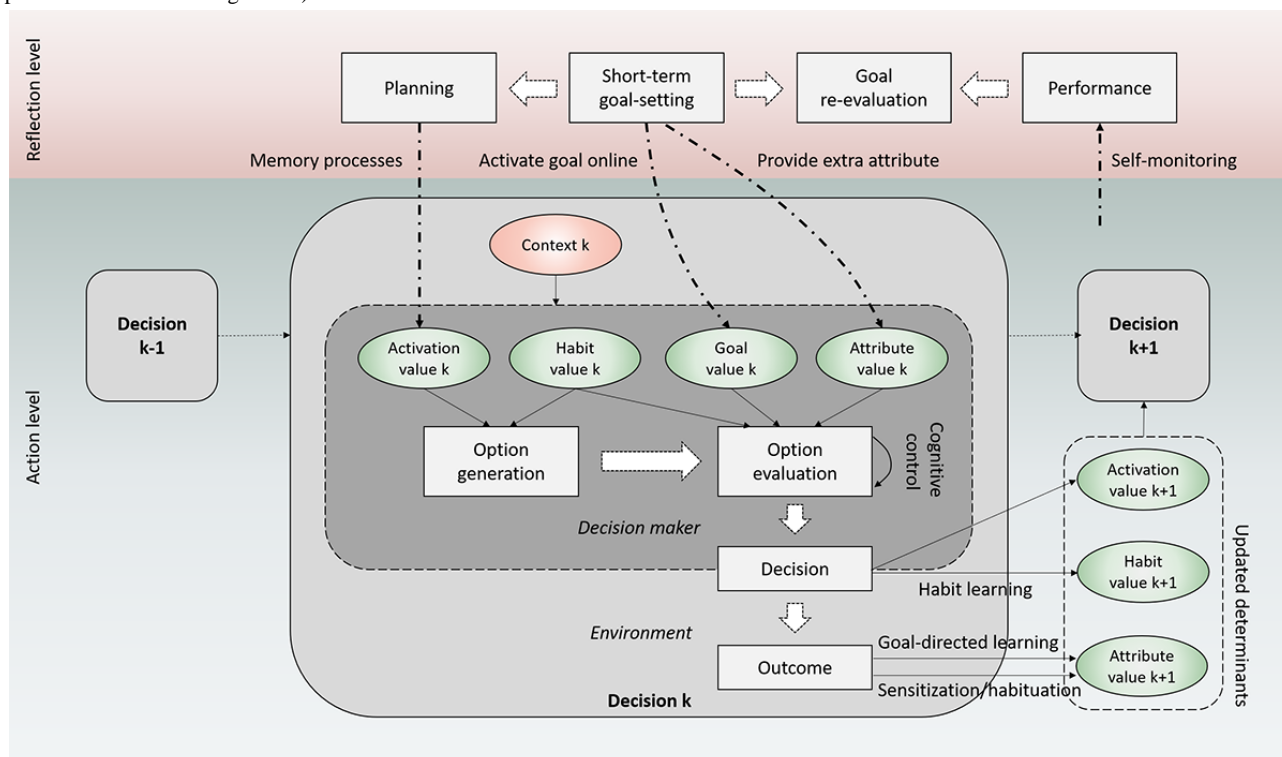 Reflection level
Planning
Short-term
goal-setting
Goal
re-evaluation
Performance
Memory processes
Activate goal online
Provide extra attribute
Self-monitoring
Action level
Context k
Decision
k-1
Activation
value k
Habit
value k
Goal
value k
Attribute
value k
Decision
k+1
Option
generation
Option
evaluation
Cognitive
control
Decision maker
Decision
Activation
value k+1
Habit
value k+1
Habit learning
Updated determinants
Environment
Goal-directed learning
Outcome
Attribute
value k+1
Sensitization/habituation
Decision k